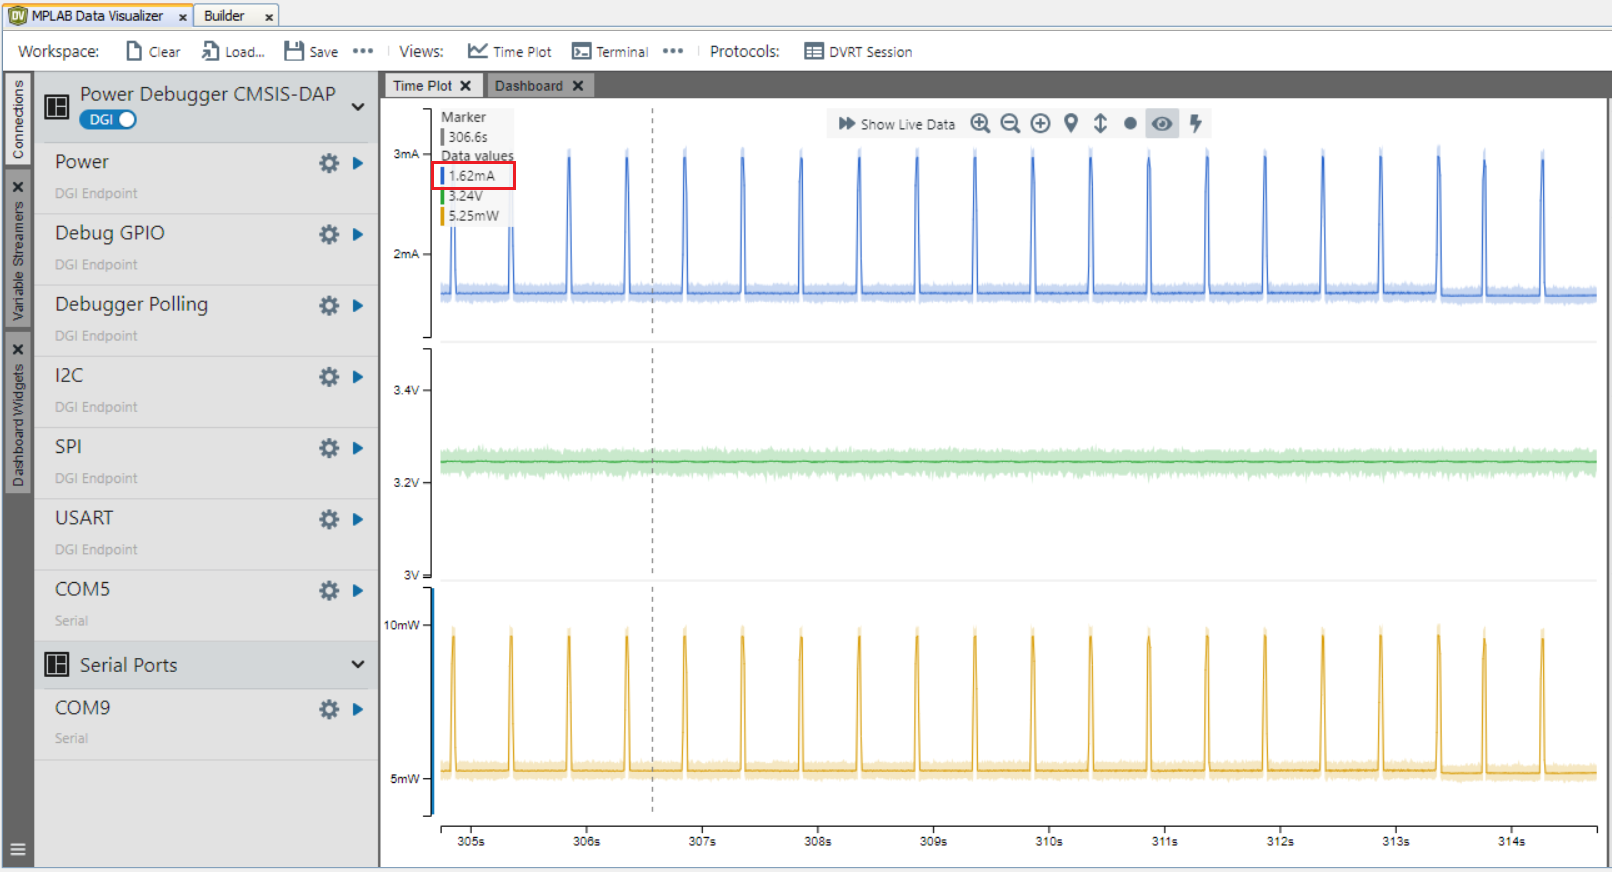 MPLAB Data Visualizer x Builder x
Workspace: Clear Load... Save ••• Views: Time Plot Terminal ••• Protocols: DVRT Session
Connections
Variable Streamers
Dashboard Widgets
Power Debugger CMSIS-DAP
DGI
Power
DGI Endpoint
Debug GPIO
DGI Endpoint
Debugger Polling
DGI Endpoint
I2C
DGI Endpoint
SPI
DGI Endpoint
USART
DGI Endpoint
COM5
Serial
Serial Ports
COM9
Serial
Time Plot Dashboard
Marker
306.6s
Data values
1.62mA
3.24V
5.25mW
Show Live Data
3mA
2mA
3.4V
3.2V
3V
10mW
5mW
305s 306s 307s 308s 309s 310s 311s 312s 313s 314s